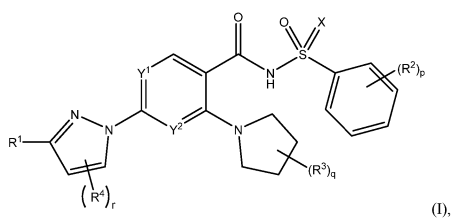 O
O
X
Y¹
N
H
S
(R²)p
N
N
R¹
Y²
N
(R³)q
(R⁴)r
(I),